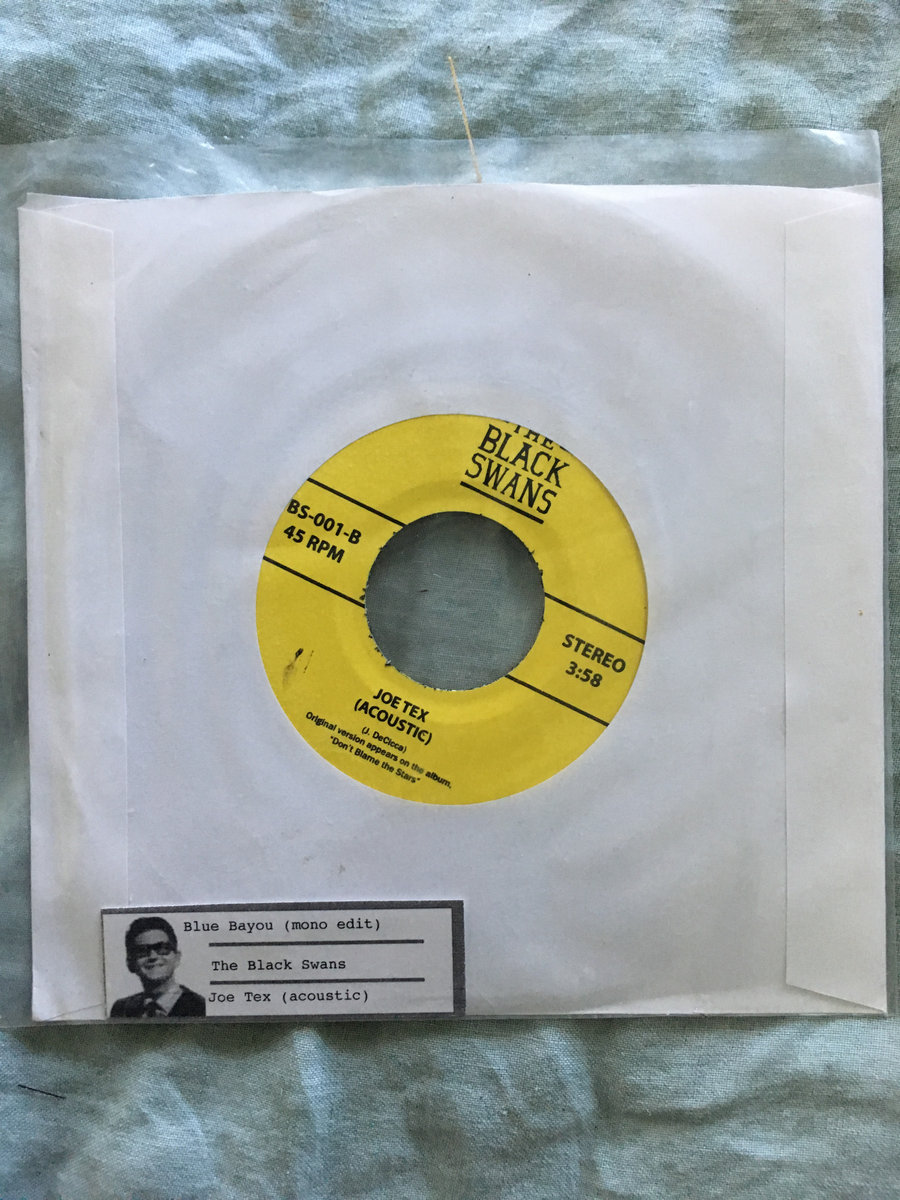 THE
BLACK
SWANS
BS-001-B
45 RPM
STEREO
3:58
JOE TEX
(ACOUSTIC)
(J. DeCicca)
Original version appears on the album,
"Don't Blame the Stars"
Blue Bayou (mono edit)
The Black Swans
Joe Tex (acoustic)